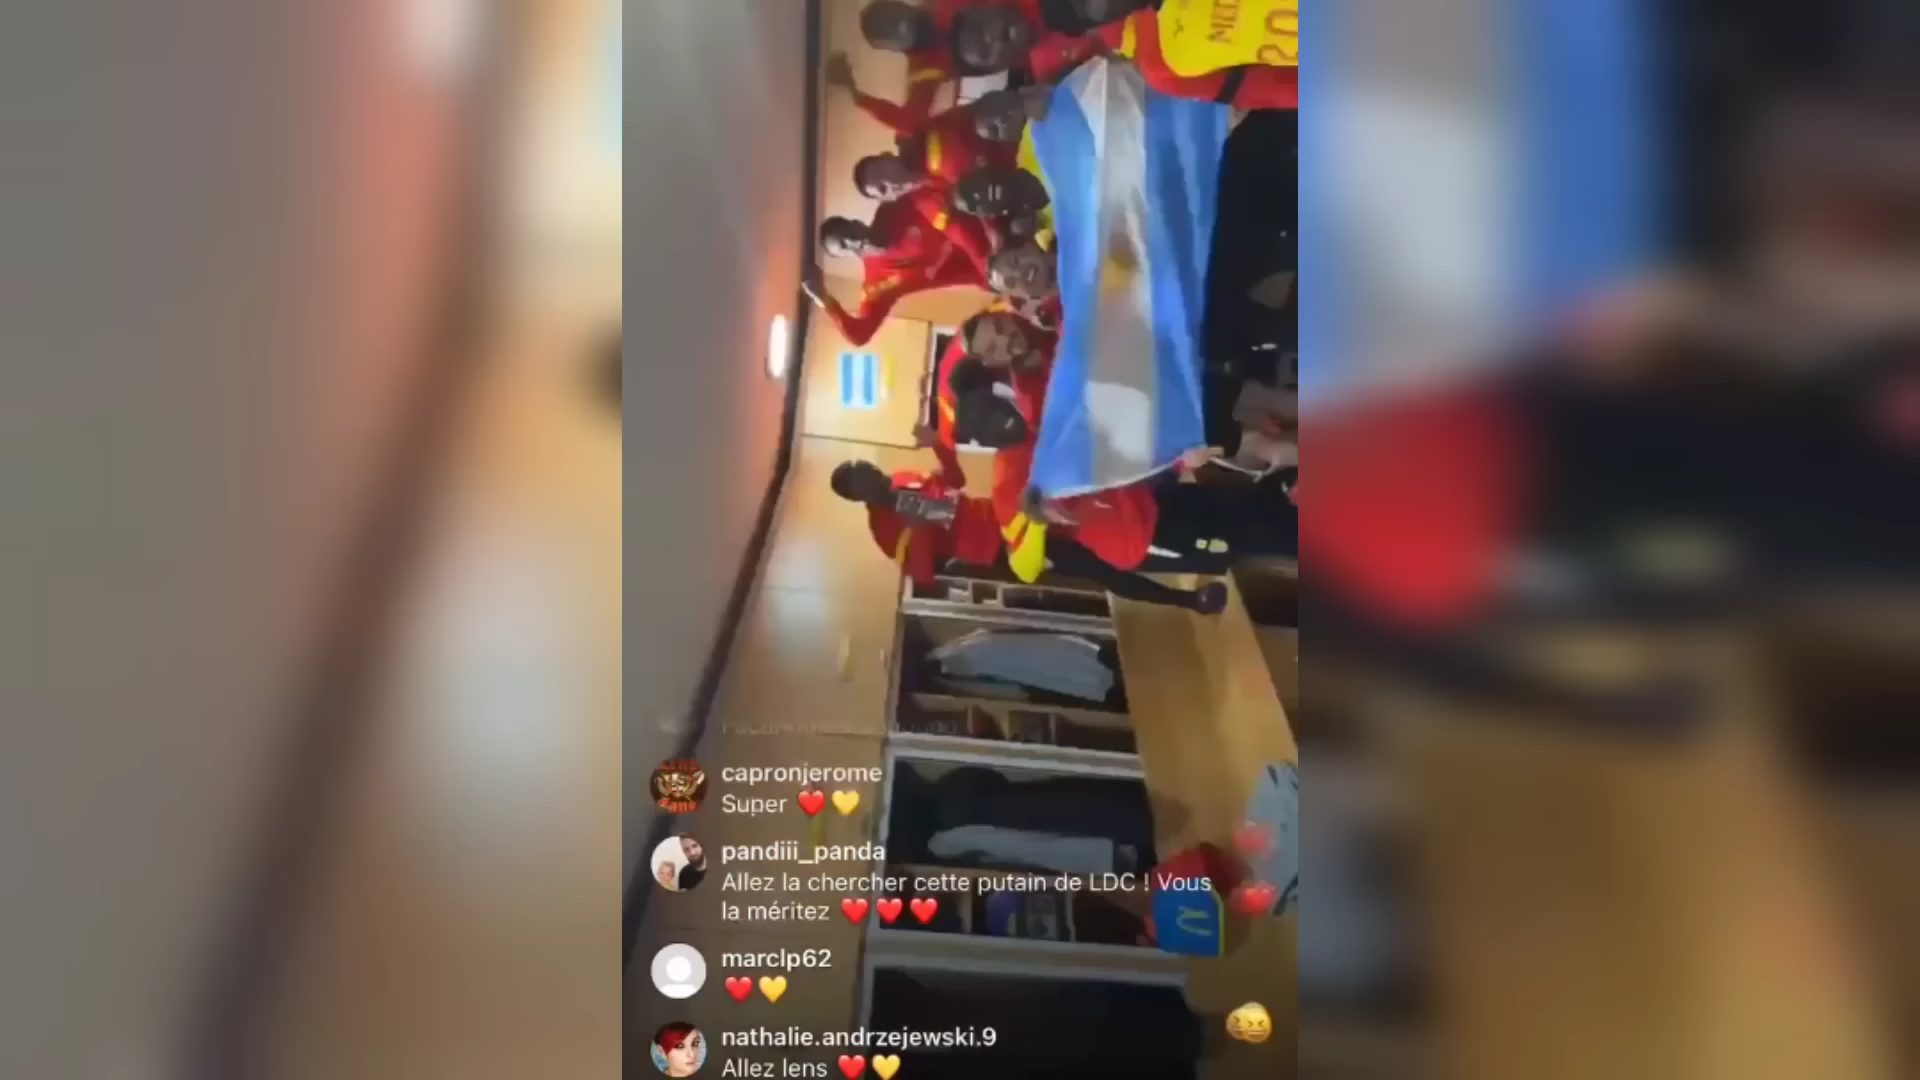 capronjerome
Super ❤️ 💛
pandiii_panda
Allez la chercher cette putain de LDC ! Vous
la méritez ❤️ ❤️ ❤️
marclp62
❤️ 💛
nathalie.andrzejewski.9
Allez lens ❤️ 💛